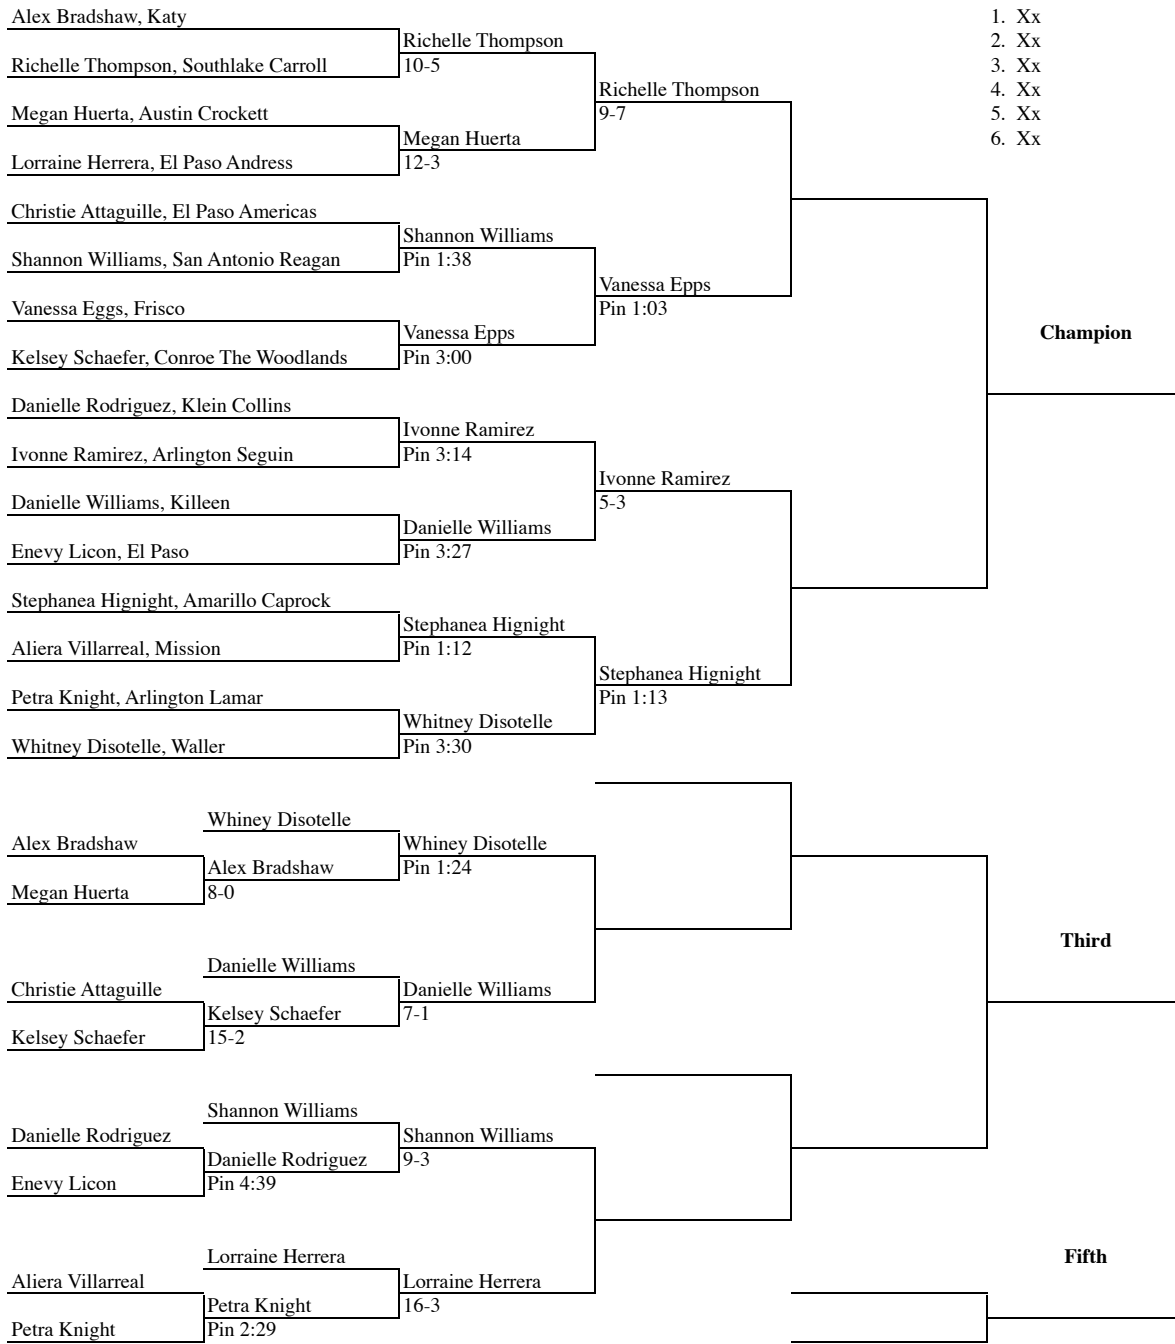 Alex Bradshaw, Katy
Richelle Thompson
Richelle Thompson, Southlake Carroll
10-5
Richelle Thompson
9-7
Megan Huerta, Austin Crockett
Megan Huerta
Lorraine Herrera, El Paso Andress
12-3
Christie Attaguille, El Paso Americas
Shannon Williams
Shannon Williams, San Antonio Reagan
Pin 1:38
Vanessa Epps
Pin 1:03
Vanessa Eggs, Frisco
Vanessa Epps
Kelsey Schaefer, Conroe The Woodlands
Pin 3:00
Danielle Rodriguez, Klein Collins
Ivonne Ramirez
Ivonne Ramirez, Arlington Seguin
Pin 3:14
Ivonne Ramirez
5-3
Danielle Williams, Killeen
Danielle Williams
Enevy Licon, El Paso
Pin 3:27
Stephanea Hignight, Amarillo Caprock
Stephanea Hignight
Aliera Villarreal, Mission
Pin 1:12
Stephanea Hignight
Pin 1:13
Petra Knight, Arlington Lamar
Whitney Disotelle
Whitney Disotelle, Waller
Pin 3:30
1. Xx
2. Xx
3. Xx
4. Xx
5. Xx
6. Xx
Champion
Whiney Disotelle
Alex Bradshaw
Whiney Disotelle
Alex Bradshaw
Pin 1:24
Megan Huerta
8-0
Danielle Williams
Christie Attaguille
Danielle Williams
Kelsey Schaefer
7-1
Kelsey Schaefer
15-2
Third
Shannon Williams
Danielle Rodriguez
Shannon Williams
Danielle Rodriguez
9-3
Enevy Licon
Pin 4:39
Lorraine Herrera
Aliera Villarreal
Lorraine Herrera
Petra Knight
16-3
Petra Knight
Pin 2:29
Fifth